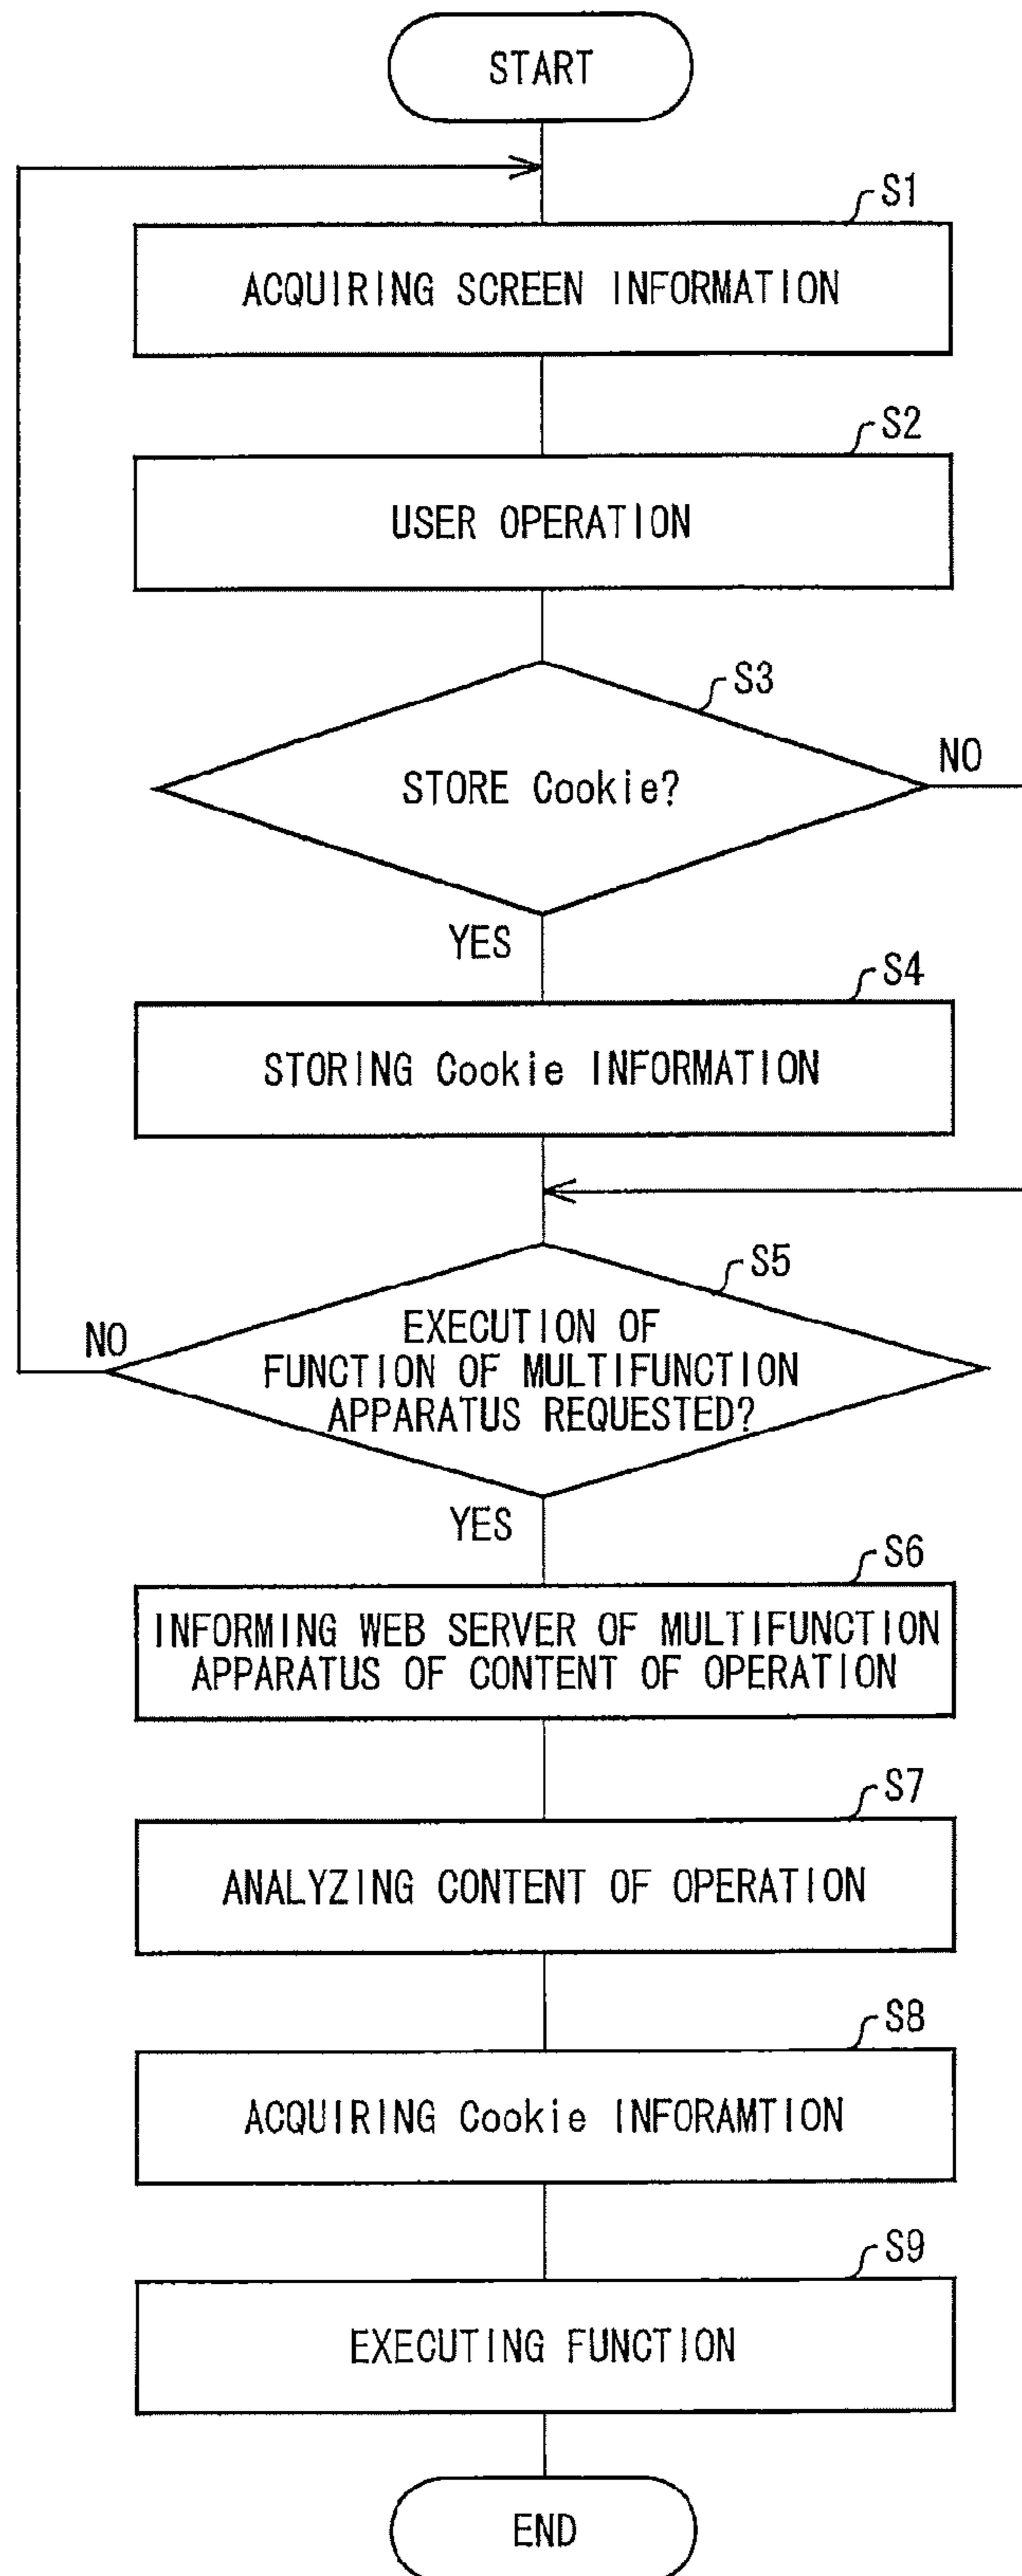 START
S1
ACQUIRING SCREEN INFORMATION
S2
USER OPERATION
S3
STORE Cookie?
NO
YES
S4
STORING Cookie INFORMATION
S5
EXECUTION OF
FUNCTION OF MULTIFUNCTION
APPARATUS REQUESTED?
NO
YES
S6
INFORMING WEB SERVER OF MULTIFUNCTION
APPARATUS OF CONTENT OF OPERATION
S7
ANALYZING CONTENT OF OPERATION
S8
ACQUIRING Cookie INFORAMTION
S9
EXECUTING FUNCTION
END